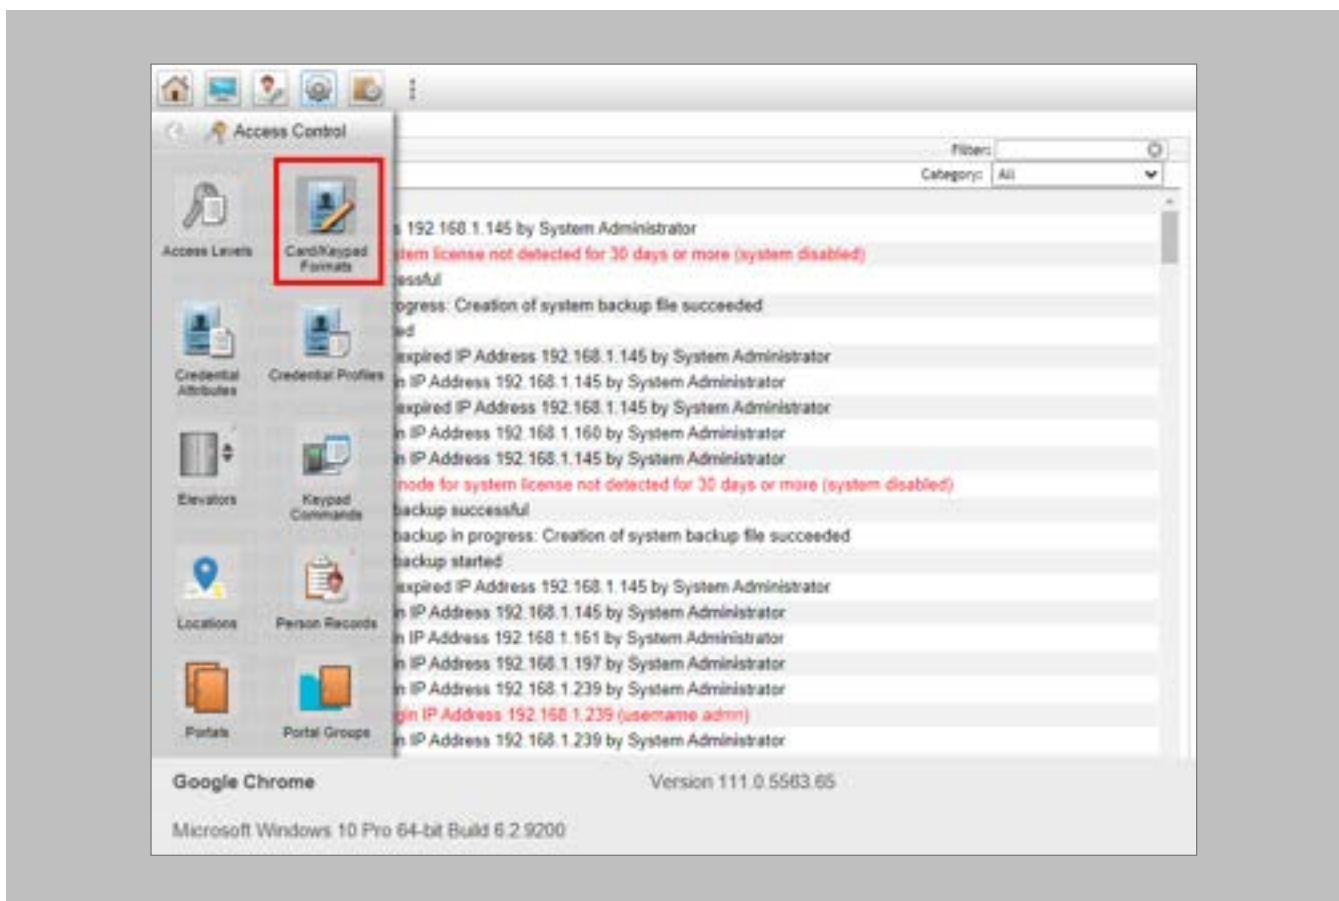 Access Control
Filter:
Category: All
Access Levels
Card/Keypad
Formats
Credential
Attributes
Credential Profiles
Elevators
Keypad
Commands
Locations
Person Records
Portals
Portal Groups
192.168.1.145 by System Administrator
license not detected for 30 days or more (system disabled)
Creation of system backup file succeeded
expired IP Address 192.168.1.145 by System Administrator
IP Address 192.168.1.145 by System Administrator
expired IP Address 192.168.1.145 by System Administrator
IP Address 192.168.1.160 by System Administrator
IP Address 192.168.1.145 by System Administrator
node for system license not detected for 30 days or more (system disabled)
backup successful
backup in progress: Creation of system backup file succeeded
backup started
expired IP Address 192.168.1.145 by System Administrator
IP Address 192.168.1.145 by System Administrator
IP Address 192.168.1.161 by System Administrator
IP Address 192.168.1.197 by System Administrator
IP Address 192.168.1.239 by System Administrator
IP Address 192.168.1.239 (username admn)
IP Address 192.168.1.239 by System Administrator
Google Chrome Version 111.0.5563.65
Microsoft Windows 10 Pro 64-bit Build 6.2.9200